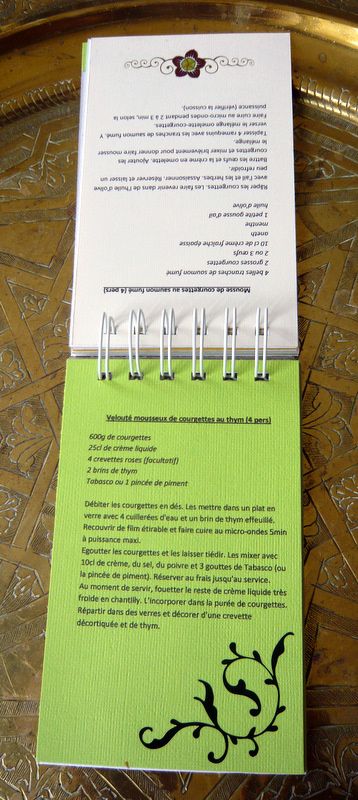 Mousse de courgettes au saumon fumé (4 pers)
4 belles tranches de saumon fumé
2 grosses courgettes
2 ou 3 œufs
10 cl de crème fraîche épaisse
aneth
menthe
1 petite gousse d'ail
huile d'olive
Râper les courgettes. Les faire revenir dans de l'huile d'olive
avec l'ail et les herbes. Assaisonner. Réserver et laisser un
peu refroidir.
Battre les œufs et la crème en omelette. Ajouter les
courgettes et mixer brièvement pour donner faire mousser
le mélange.
Tapisser 4 ramequins avec les tranches de saumon fumé. Y
verser le mélange omelette-courgettes.
Faire cuire au micro-ondes pendant 2 à 3 min. selon la
puissance (vérifier la cuisson).
Velouté mousseux de courgettes au thym (4 pers)
600g de courgettes
25cl de crème liquide
4 crevettes roses (facultatif)
2 brins de thym
Tabasco ou 1 pincée de piment
Débiter les courgettes en dés. Les mettre dans un plat en
verre avec 4 cuillerées d'eau et un brin de thym effeuillé.
Recouvrir de film étirable et faire cuire au micro-ondes 5min
à puissance maxi.
Egoutter les courgettes et les laisser tiédir. Les mixer avec
10cl de crème, du sel, du poivre et 3 gouttes de Tabasco (ou
la pincée de piment). Réserver au frais jusqu'au service.
Au moment de servir, fouetter le reste de crème liquide très
froide en chantilly. L'incorporer dans la purée de courgettes.
Répartir dans des verres et décorer d'une crevette
décortiquée et de thym.